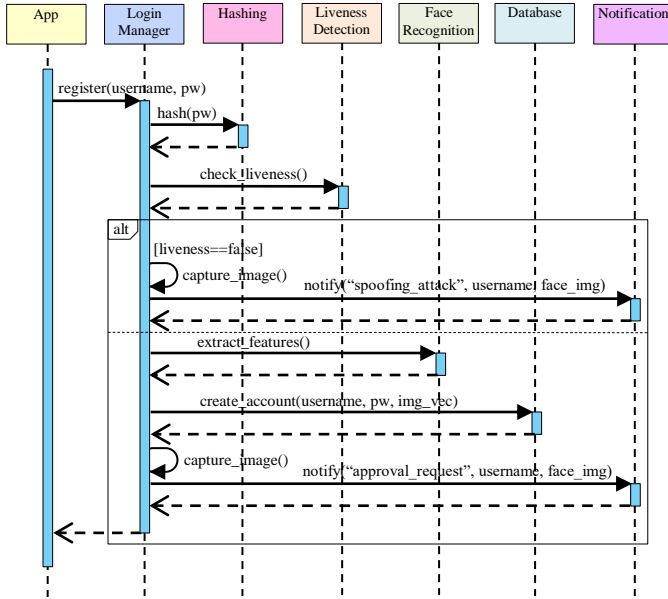 App
Login
Manager
Hashing
Liveness
Detection
Face
Recognition
Database
Notification
register(username, pw)
hash(pw)
check_liveness()
alt
[liveness==false]
capture_image()
notify(“spoofing_attack”, username, face_img)
extract_features()
create_account(username, pw, img_vec)
capture_image()
notify(“approval_request”, username, face_img)